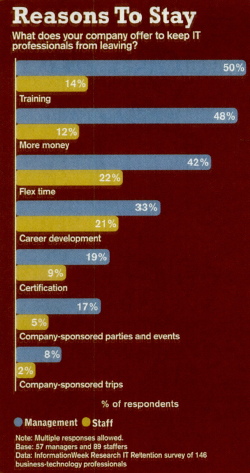 Reasons To Stay
What does your company offer to keep IT
professionals from leaving?
50%
14%
Training
48%
12%
More money
42%
22%
Flex time
33%
21%
Career development
19%
9%
Certification
17%
5%
Company-sponsored parties and events
8%
2%
Company-sponsored trips
% of respondents
Management Staff
Note: Multiple responses allowed.
Base: 57 managers and 89 staffers
Data: InformationWeek Research IT Retention survey of 146
business-technology professionals